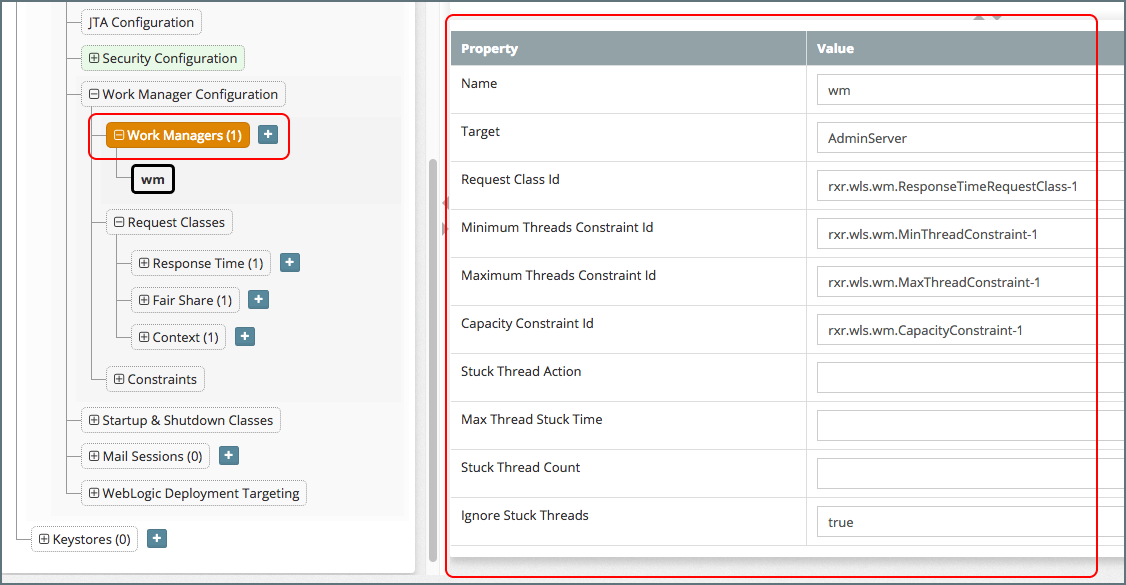 JTA Configuration
Security Configuration
Work Manager Configuration
Work Managers (1)
wm
Request Classes
Response Time (1)
Fair Share (1)
Context (1)
Constraints
Startup & Shutdown Classes
Mail Sessions (0)
WebLogic Deployment Targeting
Keystores (0)
Property Value
Name wm
Target AdminServer
Request Class Id rxr.wls.wm.ResponseTimeRequestClass-1
Minimum Threads Constraint Id rxr.wls.wm.MinThreadConstraint-1
Maximum Threads Constraint Id rxr.wls.wm.MaxThreadConstraint-1
Capacity Constraint Id rxr.wls.wm.CapacityConstraint-1
Stuck Thread Action
Max Thread Stuck Time
Stuck Thread Count
Ignore Stuck Threads true